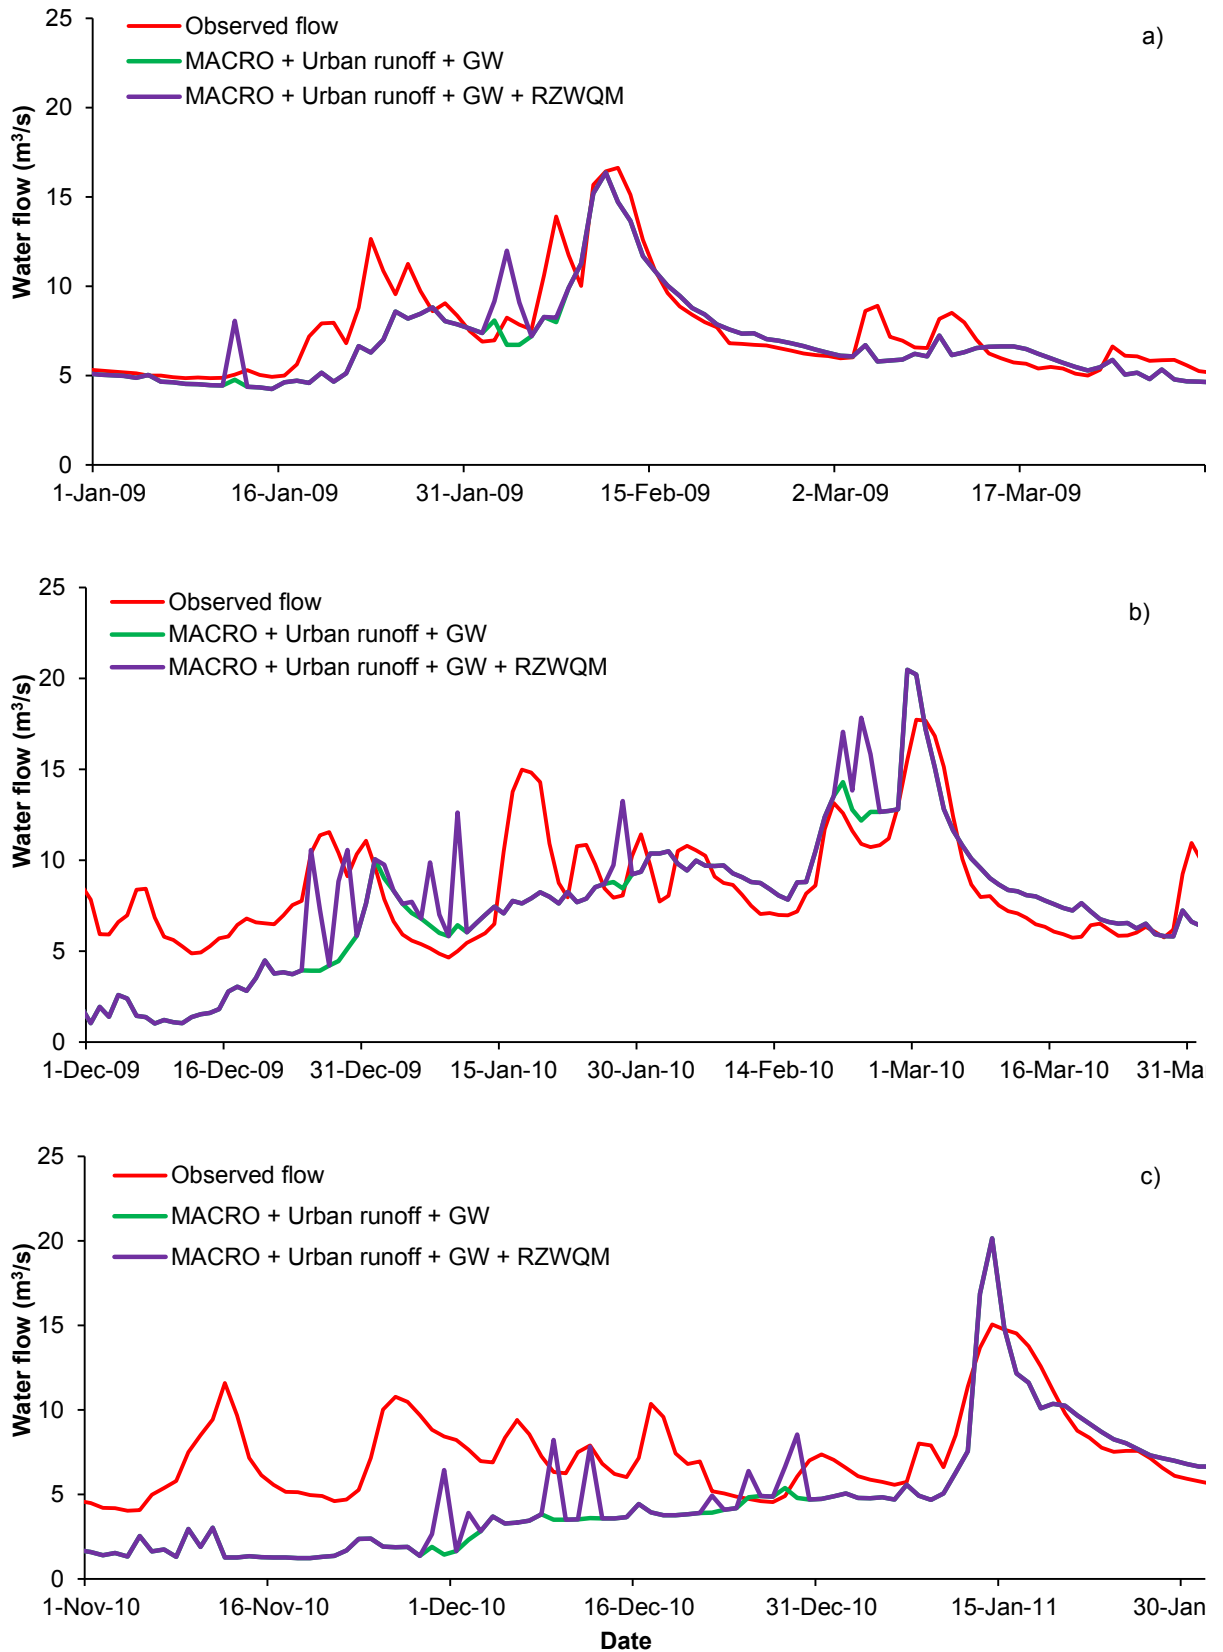 25
20
15
10
5
0
Water flow (m³/s)
Observed flow
MACRO + Urban runoff + GW
MACRO + Urban runoff + GW + RZWQM
a)
1-Jan-09 16-Jan-09 31-Jan-09 15-Feb-09 2-Mar-09 17-Mar-09
25
20
15
10
5
0
Water flow (m³/s)
Observed flow
MACRO + Urban runoff + GW
MACRO + Urban runoff + GW + RZWQM
b)
1-Dec-09 16-Dec-09 31-Dec-09 15-Jan-10 30-Jan-10 14-Feb-10 1-Mar-10 16-Mar-10 31-Ma
25
20
15
10
5
0
Water flow (m³/s)
Observed flow
MACRO + Urban runoff + GW
MACRO + Urban runoff + GW + RZWQM
c)
1-Nov-10 16-Nov-10 1-Dec-10 16-Dec-10 31-Dec-10 15-Jan-11 30-Jan
Date